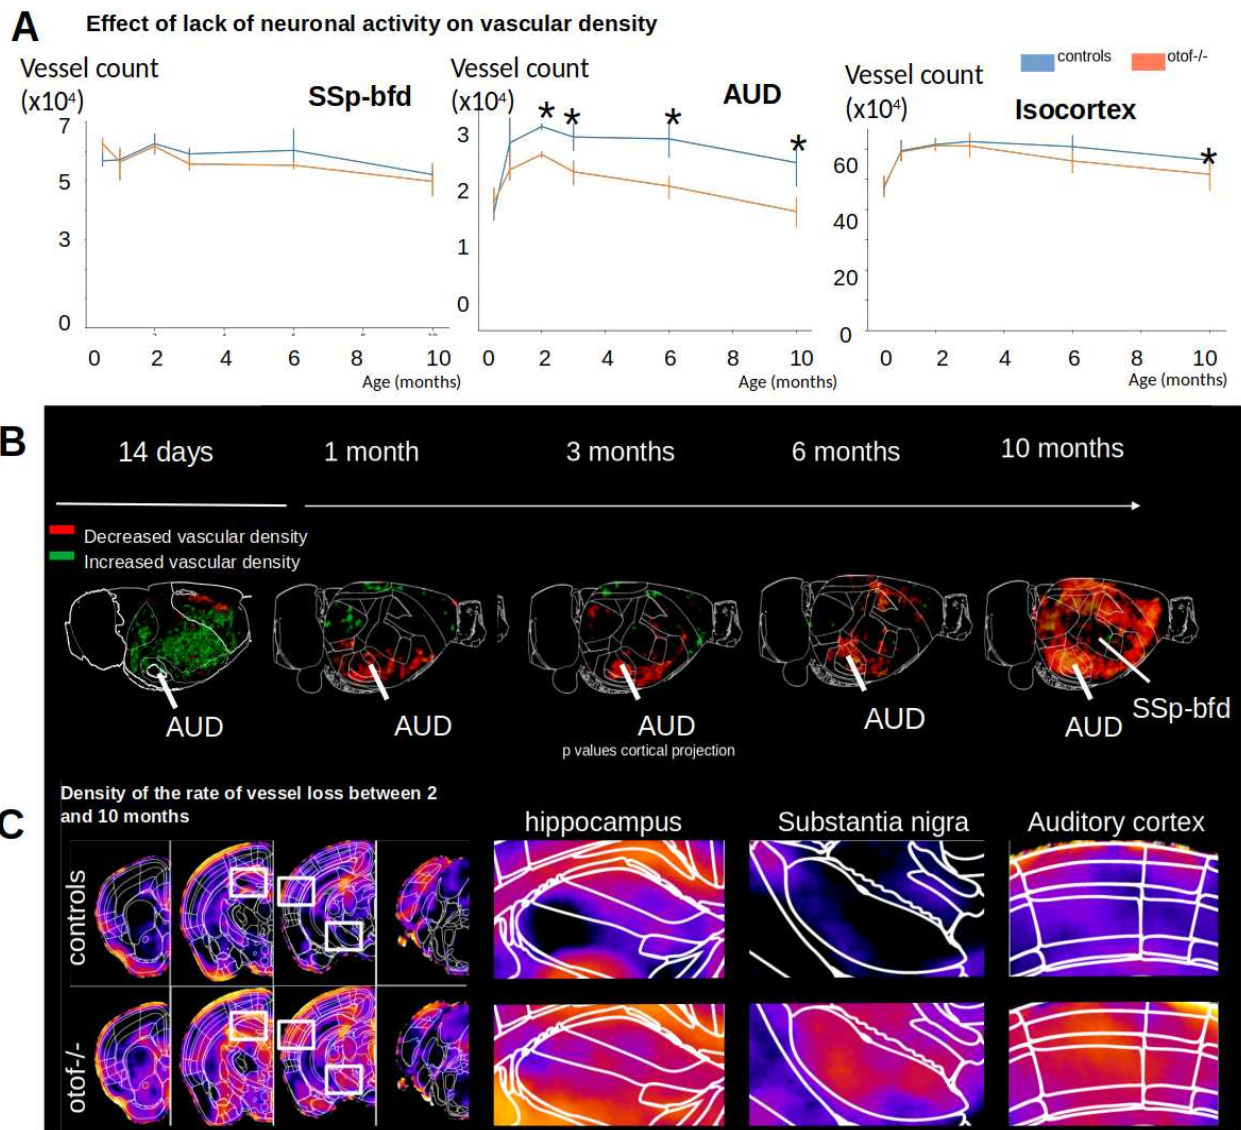 A
Effect of lack of neuronal activity on vascular density
Vessel count
(x10⁴)
SSp-bfd
7
5
3
0
0 2 4 6 8 10
Age (months)
Vessel count
(x10⁴)
AUD
* * * *
3
2
1
0
0 2 4 6 8 10
Age (months)
controls otof-/-
Vessel count
(x10⁴)
Isocortex
*
60
40
20
0
0 2 4 6 8 10
Age (months)
B
14 days 1 month 3 months 6 months 10 months
Decreased vascular density
Increased vascular density
AUD AUD AUD AUD AUD SSp-bfd
p values cortical projection
C
Density of the rate of vessel loss between 2
and 10 months
hippocampus Substantia nigra Auditory cortex
controls
otof-/-